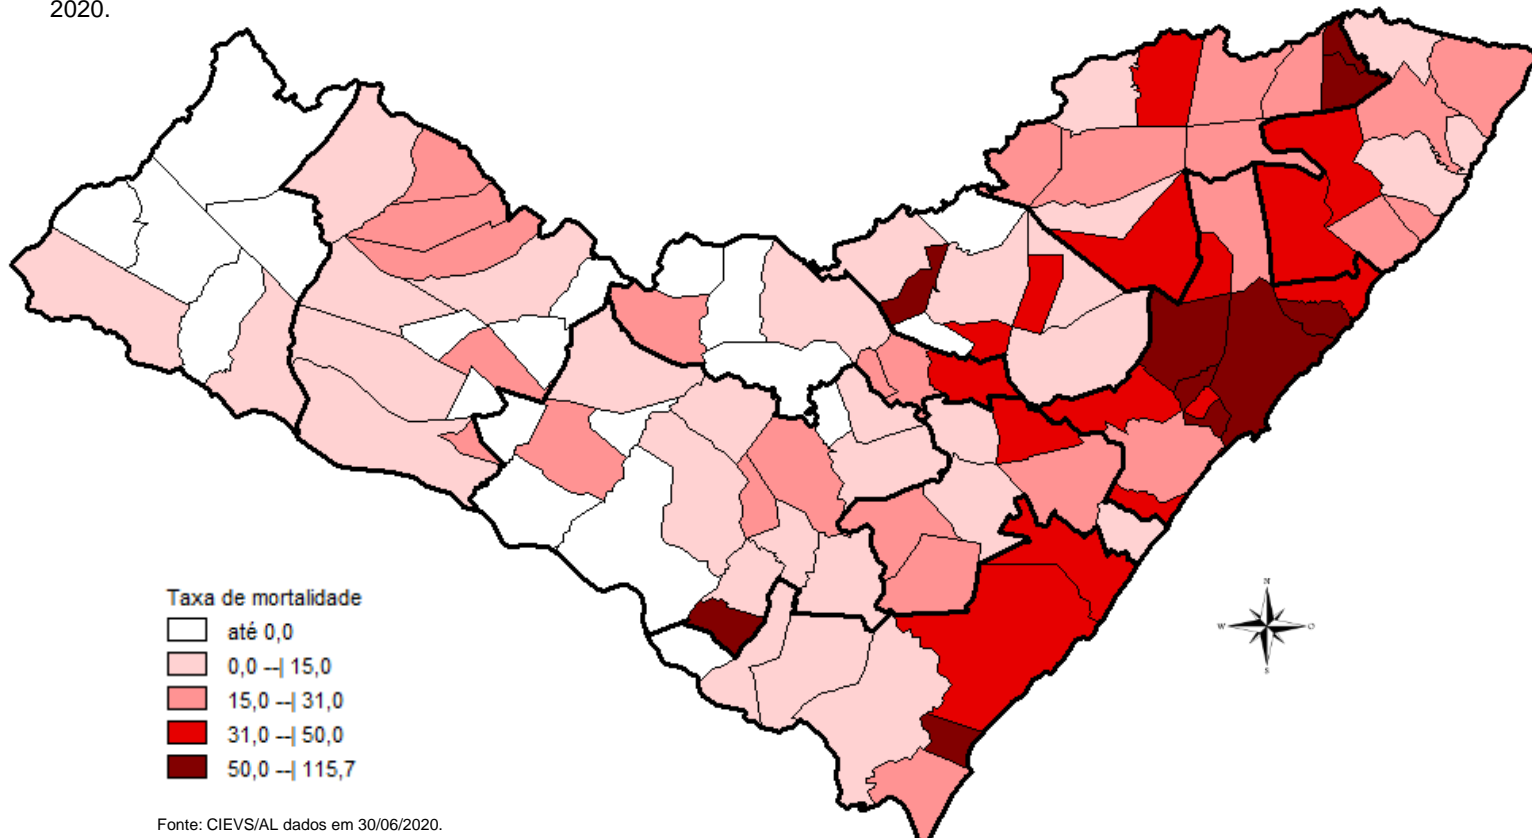 2020.
N
W
O
S
Taxa de mortalidade
até 0,0
0,0 --| 15,0
15,0 --| 31,0
31,0 --| 50,0
50,0 --| 115,7
Fonte: CIEVS/AL dados em 30/06/2020.